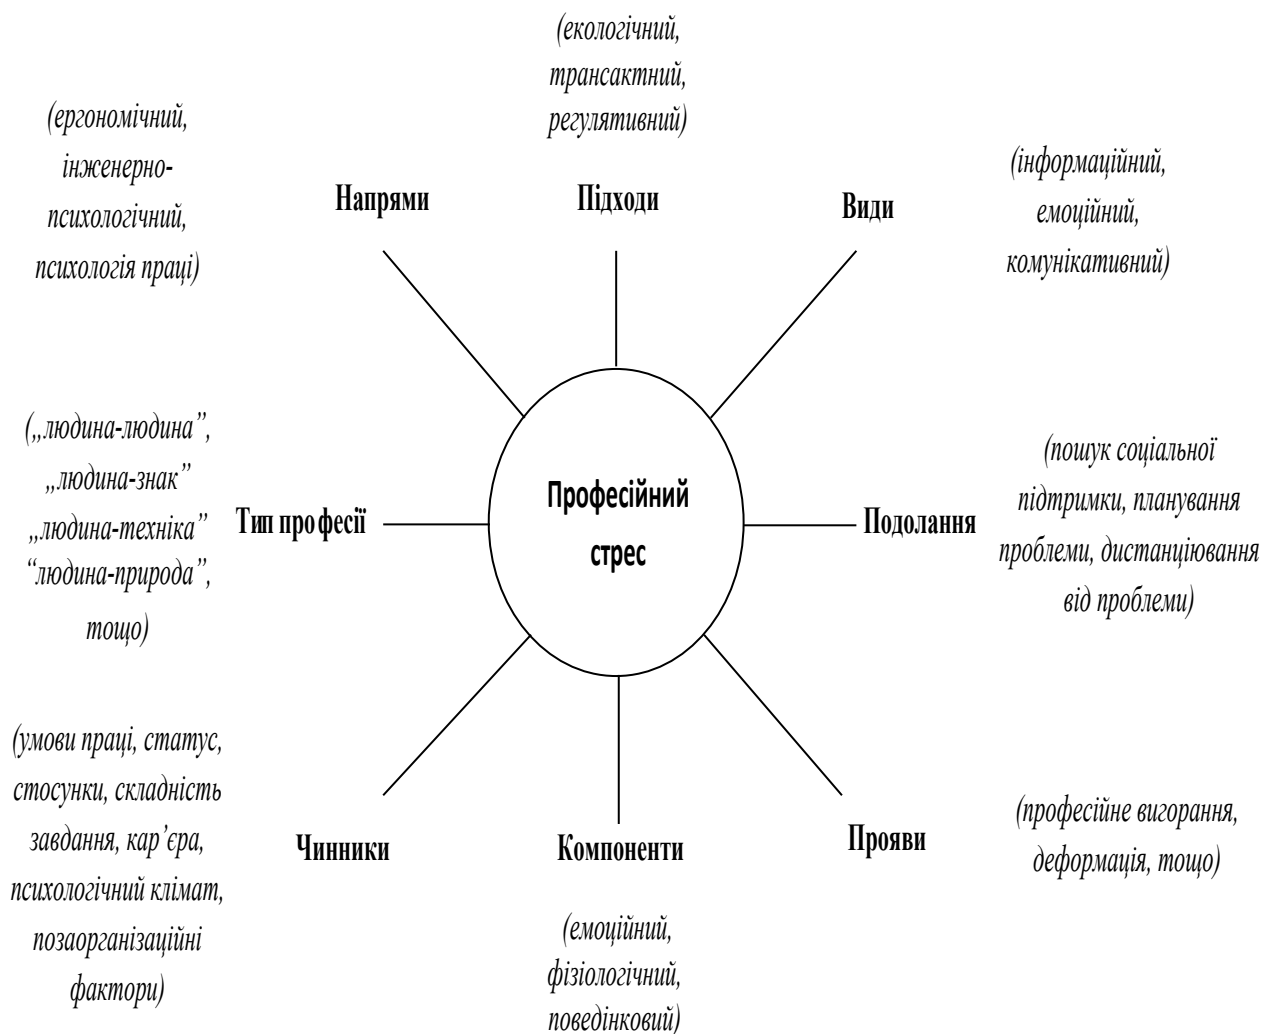 (екологічний,
трансактний,
регулятивний)
(ергономічний,
інженерно-
психологічний,
психологія праці)
Напрями
Підходи
Види
(інформаційний,
емоційний,
комунікативний)
(„людина-людина”,
„людина-знак”
„людина-техніка”
“людина-природа”,
тощо)
Тип професії
Професійний
стрес
Подолання
(пошук соціальної
підтримки, планування
проблеми, дистанціювання
від проблеми)
(умови праці, статус,
стосунки, складність
завдання, кар’єра,
психологічний клімат,
позаорганізаційні
фактори)
Чинники
Компоненти
Прояви
(професійне вигорання,
деформація, тощо)
(емоційний,
фізіологічний,
поведінковий)